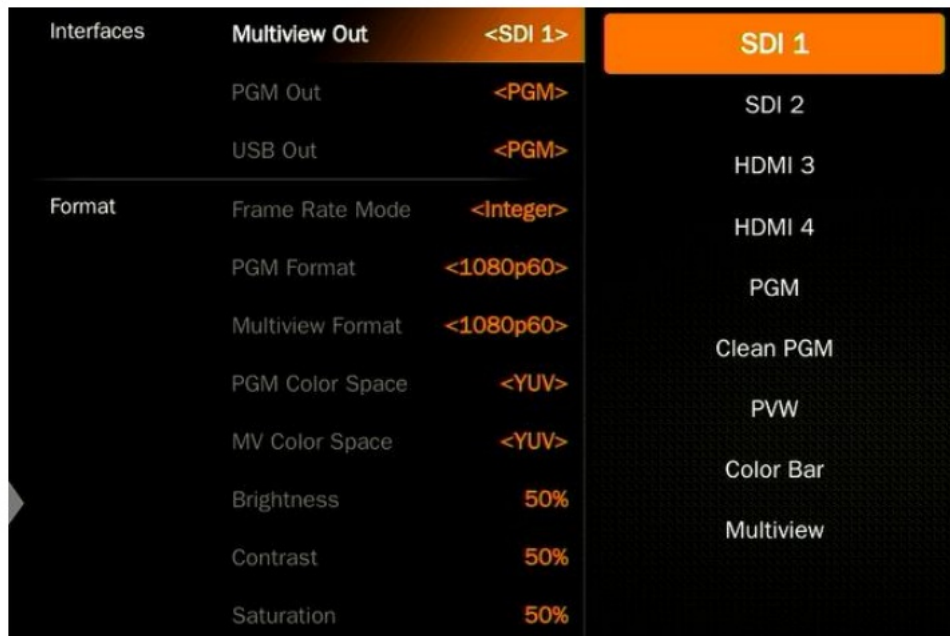 Interfaces Multiview Out <SDI 1>
PGM Out <PGM>
USB Out <PGM>
Format Frame Rate Mode <Integer>
PGM Format <1080p60>
Multiview Format <1080p60>
PGM Color Space <YUV>
MV Color Space <YUV>
Brightness 50%
Contrast 50%
Saturation 50%
SDI 1
SDI 2
HDMI 3
HDMI 4
PGM
Clean PGM
PVW
Color Bar
Multiview